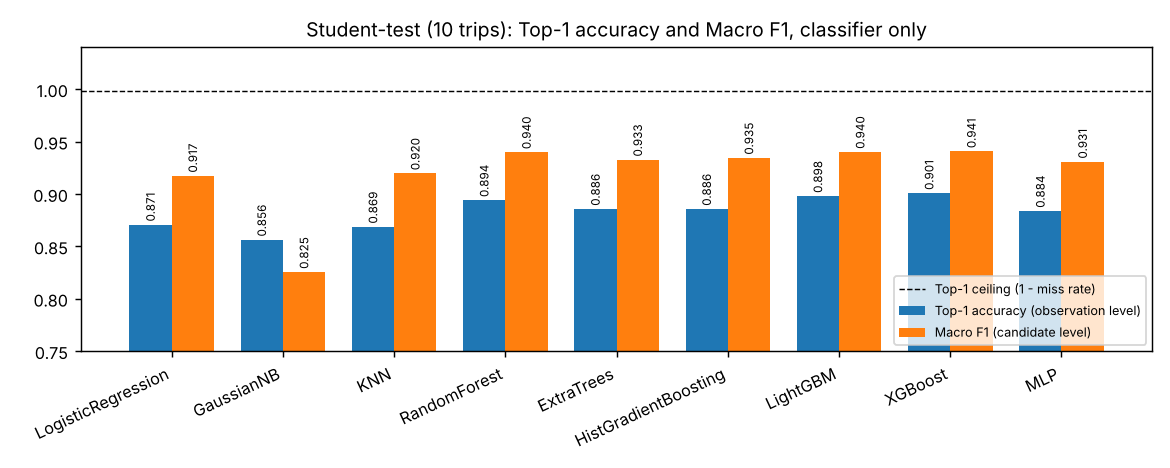 Student-test (10 trips): Top-1 accuracy and Macro F1, classifier only
1.00
0.95
0.90
0.85
0.80
0.75
0.871
0.917
0.856
0.825
0.869
0.920
0.894
0.940
0.886
0.933
0.886
0.935
0.898
0.940
0.901
0.941
0.884
0.931
Top-1 ceiling (1 - miss rate)
Top-1 accuracy (observation level)
Macro F1 (candidate level)
LogisticRegression
GaussianNB
KNN
RandomForest
ExtraTrees
HistGradientBoosting
LightGBM
XGBoost
MLP